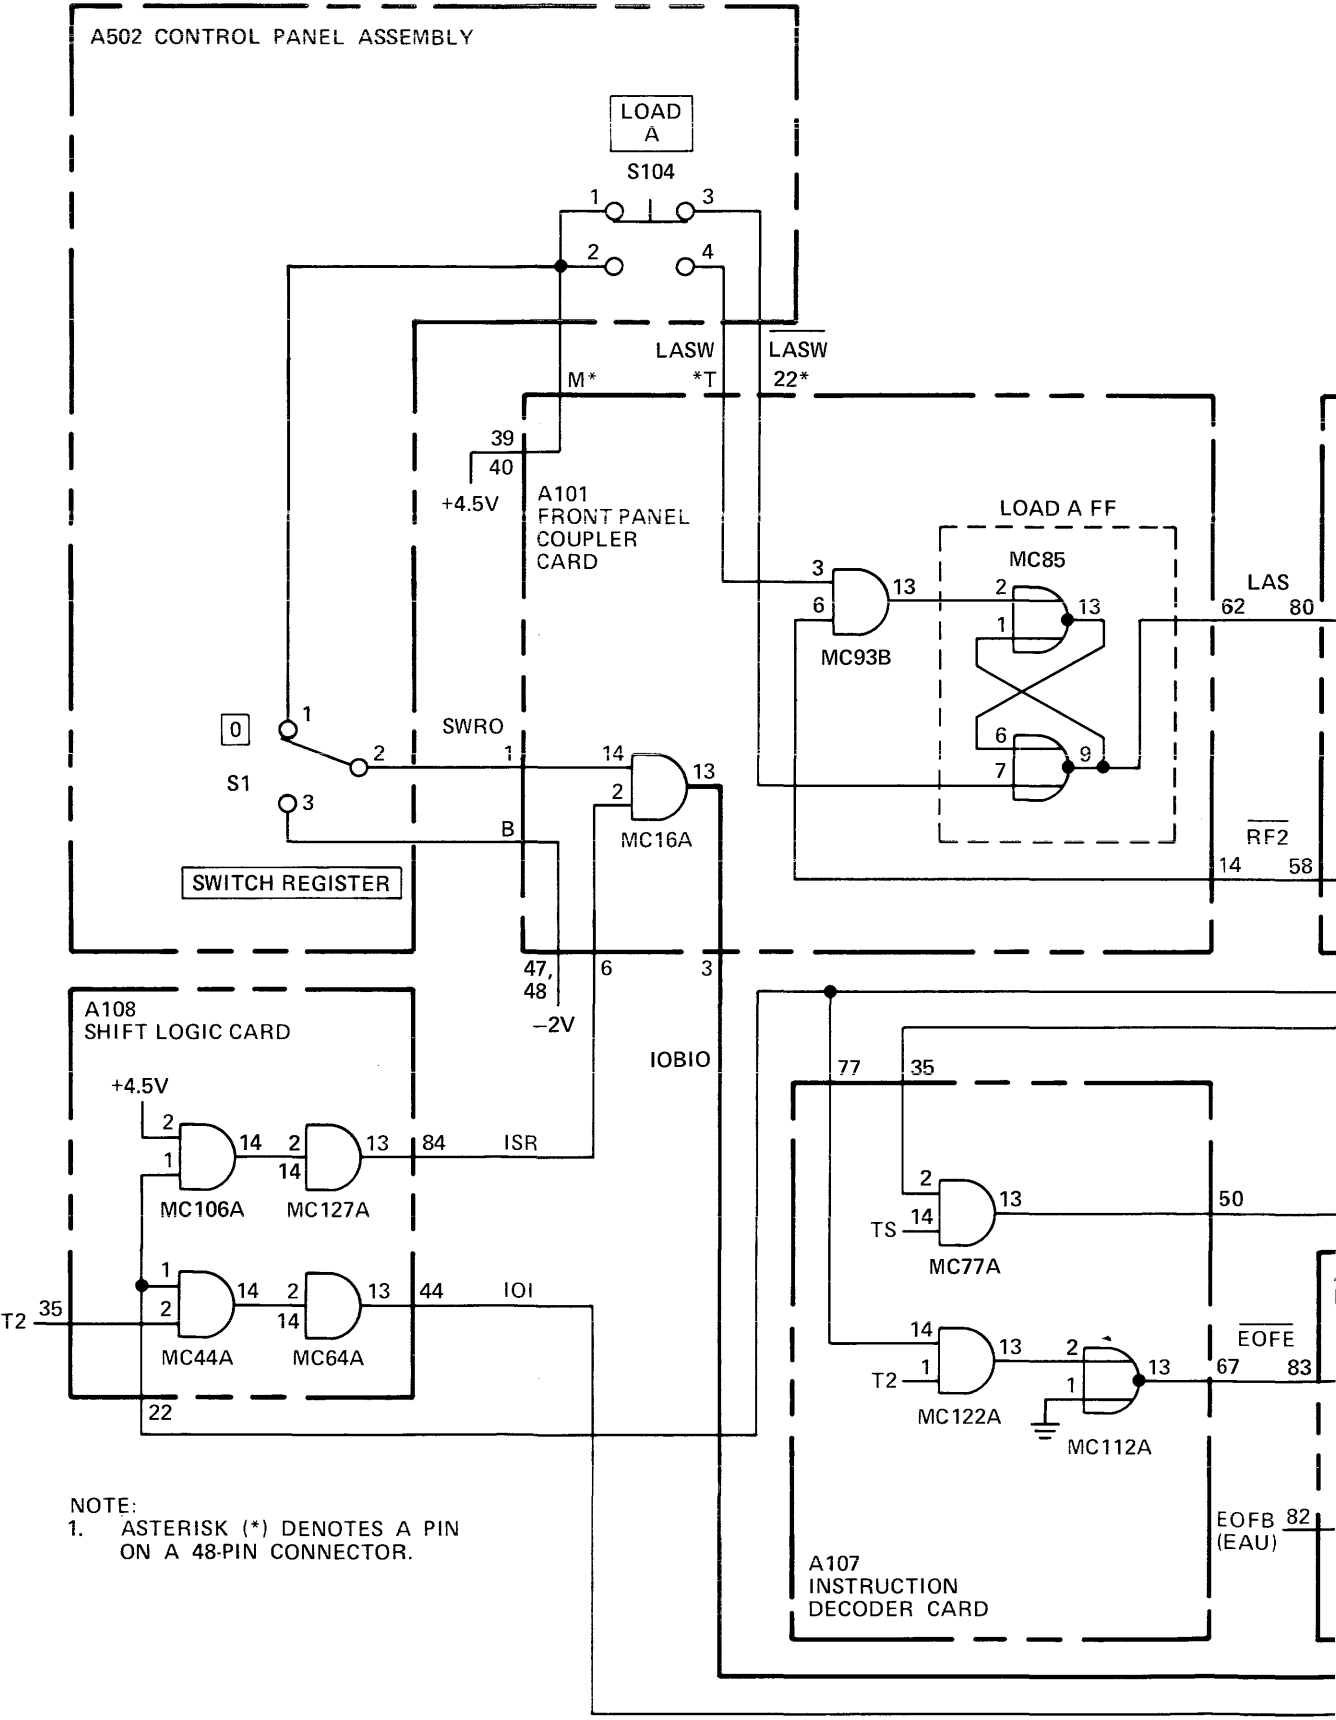 A502 CONTROL PANEL ASSEMBLY
LOAD
A
S104
1
3
2
4
LASW
L̅A̅S̅W̅
M*
*T
22*
39
40
+4.5V
A101
FRONT PANEL
COUPLER
CARD
LOAD A FF
MC85
3
13
2
13
6
1
MC93B
LAS
62
80
0
1
2
SWRO
1
14
13
6
9
7
S1
3
2
B
MC16A
R̅F̅2̅
14
58
SWITCH REGISTER
47,
48
6
3
−2V
A108
SHIFT LOGIC CARD
IOBIO
77
35
+4.5V
2
14
2
13
84
ISR
1
14
MC106A
MC127A
2
13
50
TS
14
MC77A
1
14
2
13
44
IOI
T2
35
2
14
MC44A
MC64A
14
13
2
13
E̅O̅F̅E̅
67
83
T2
1
1
MC122A
MC112A
22
NOTE:
1. ASTERISK (*) DENOTES A PIN
ON A 48-PIN CONNECTOR.
EOFB
82
(EAU)
A107
INSTRUCTION
DECODER CARD